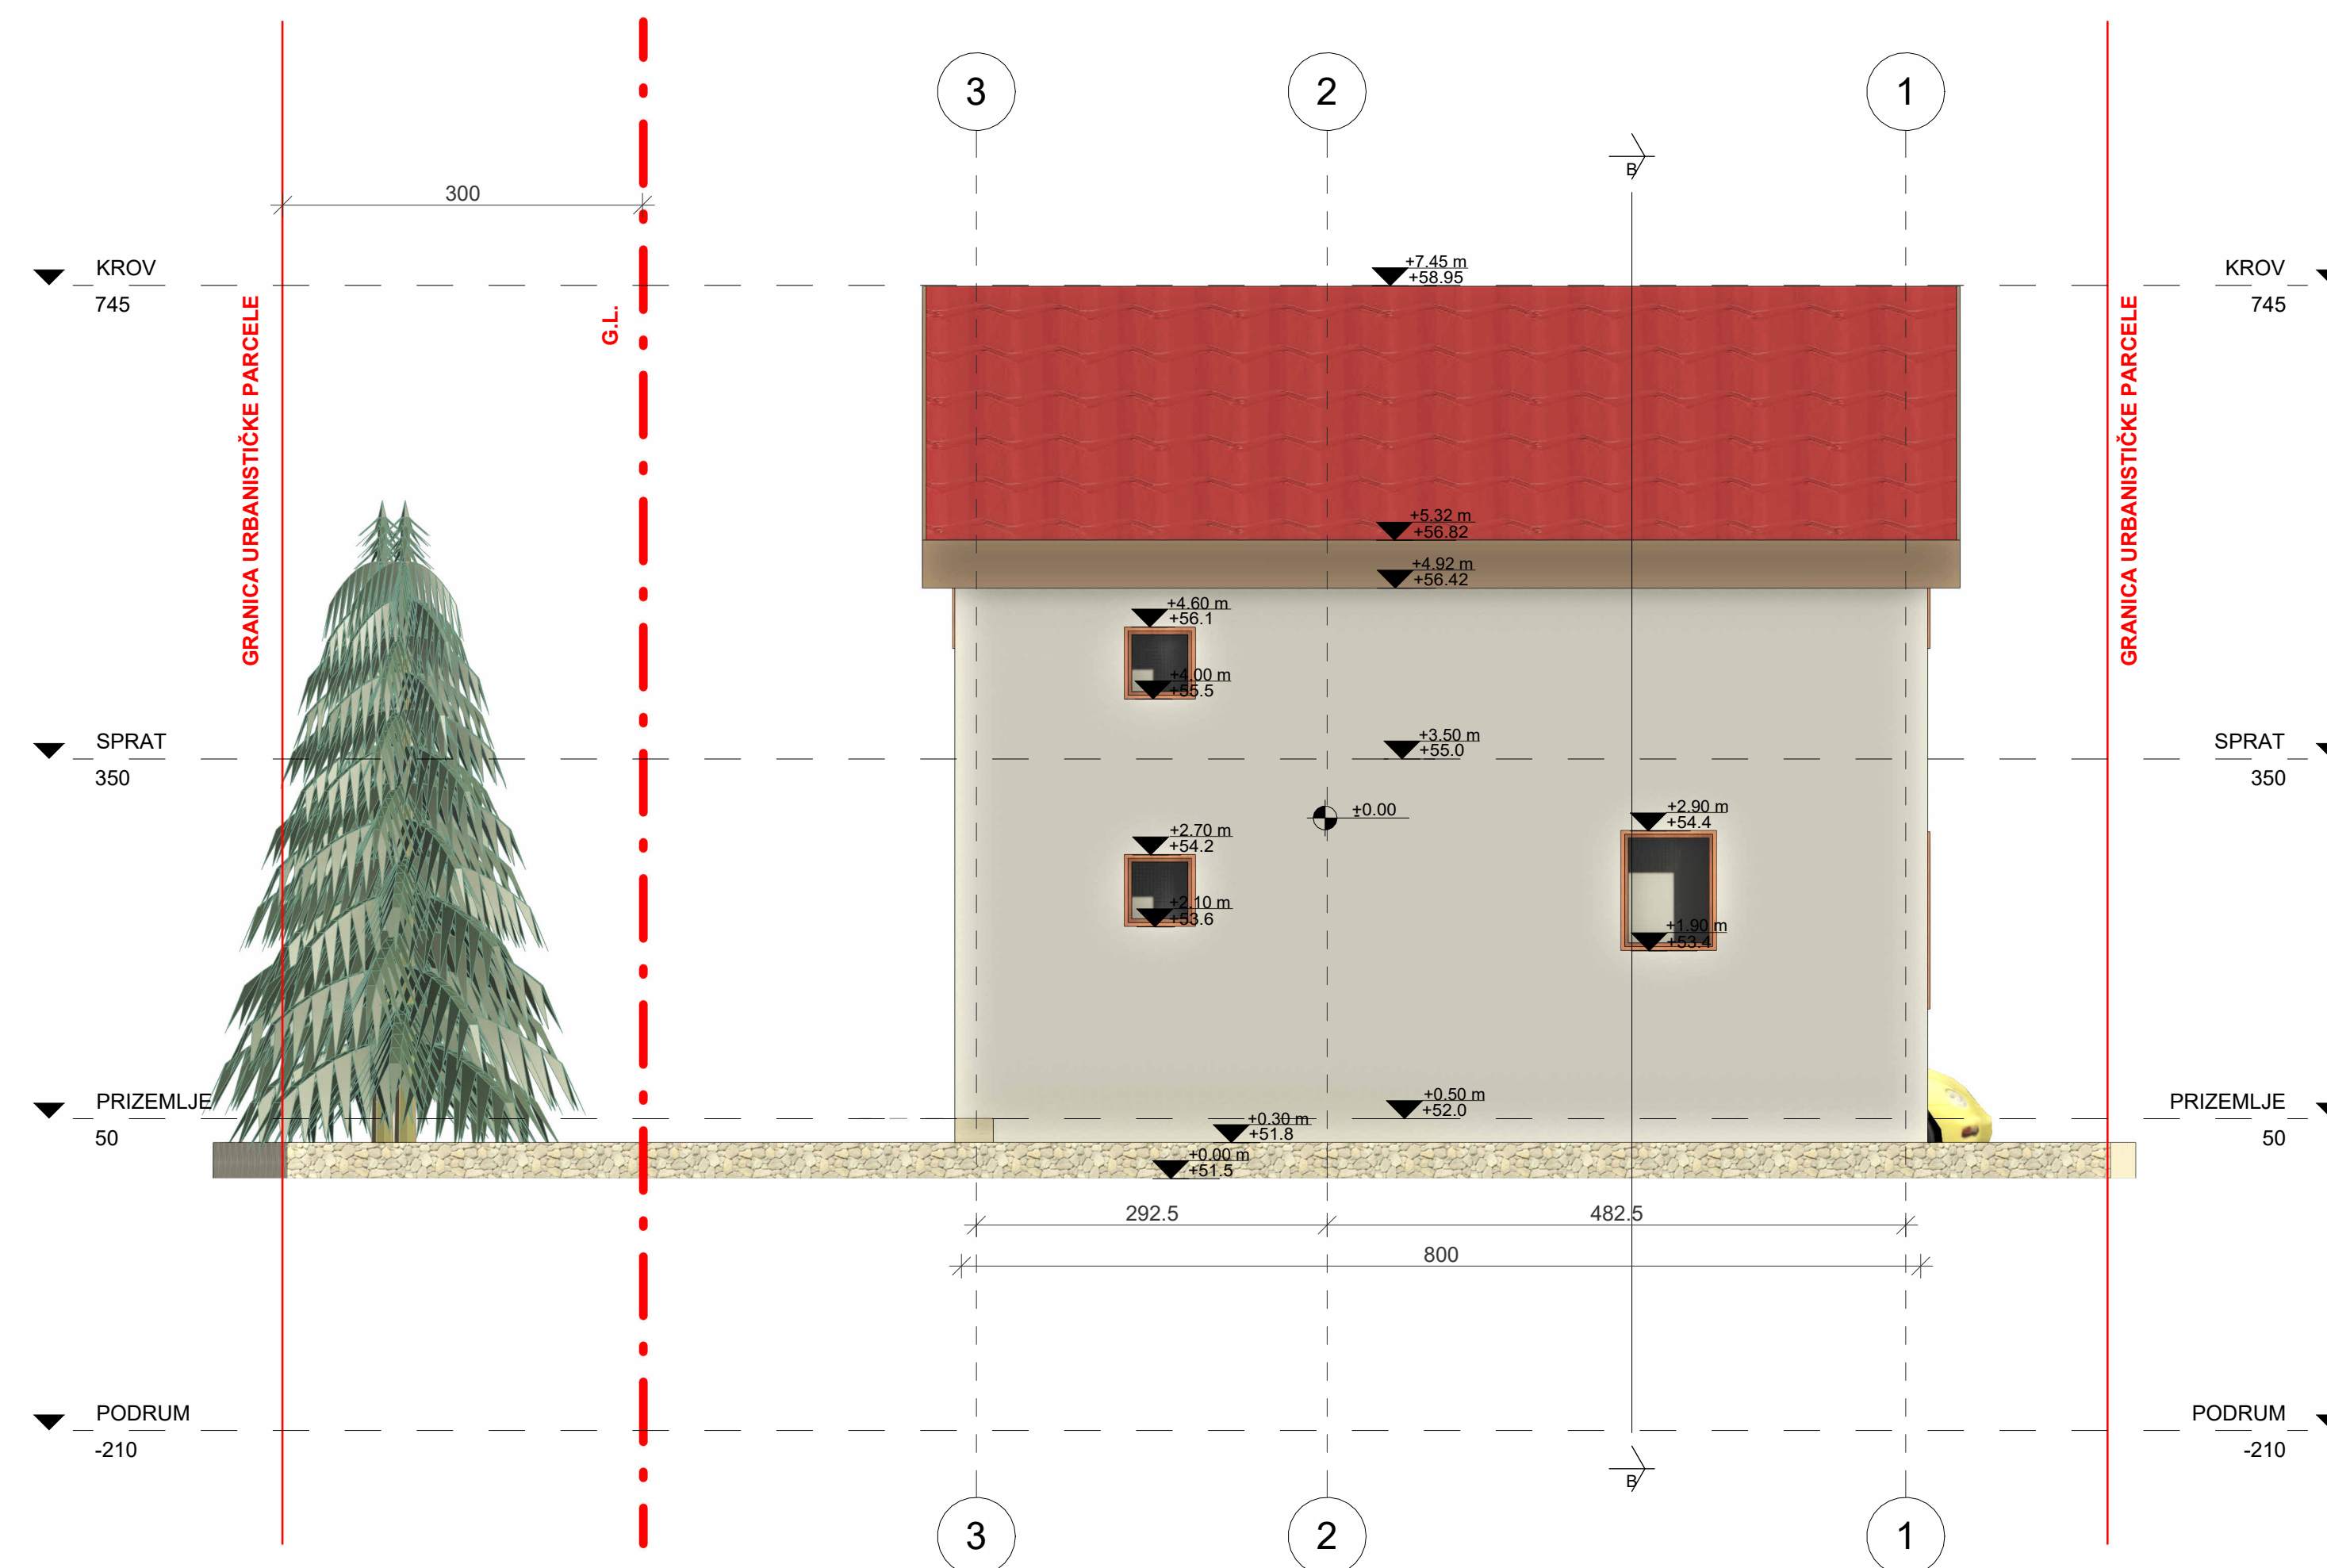 3
2
1
B
300
KROV
745
+7.45 m
+58.95
KROV
745
GRANICA URBANISTIČKE PARCELE
G.L.
GRANICA URBANISTIČKE PARCELE
+5.32 m
+56.82
+4.92 m
+56.42
+4.60 m
+56.1
+4.00 m
+55.5
SPRAT
350
+3.50 m
+55.0
SPRAT
350
±0.00
+2.90 m
+54.4
+2.70 m
+54.2
+2.10 m
+53.6
+1.90 m
+53.4
PRIZEMLJE
50
+0.50 m
+52.0
PRIZEMLJE
50
+0.30 m
+51.8
+0.00 m
+51.5
292.5
482.5
800
PODRUM
-210
PODRUM
-210
B
3
2
1